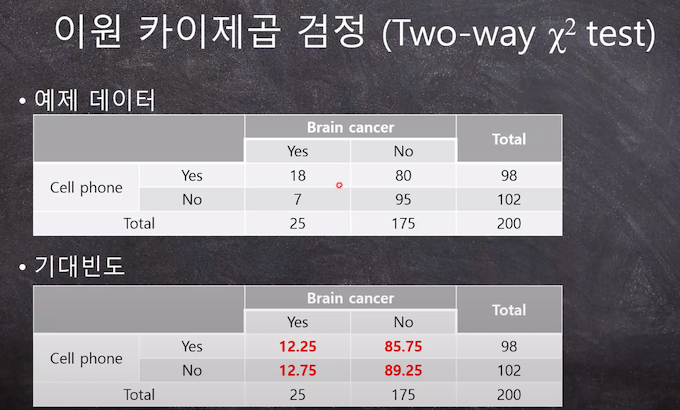 이원 카이제곱 검정 (Two-way χ² test)
• 예제 데이터
Brain cancer Total
Yes No
Cell phone Yes 18 80 98
No 7 95 102
Total 25 175 200
• 기대빈도
Brain cancer Total
Yes No
Cell phone Yes 12.25 85.75 98
No 12.75 89.25 102
Total 25 175 200